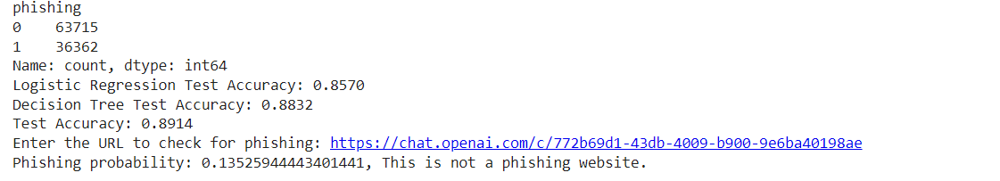 phishing
0    63715
1    36362
Name: count, dtype: int64
Logistic Regression Test Accuracy: 0.8570
Decision Tree Test Accuracy: 0.8832
Test Accuracy: 0.8914
Enter the URL to check for phishing: https://chat.openai.com/c/772b69d1-43db-4009-b900-9e6ba40198ae
Phishing probability: 0.13525944443401441, This is not a phishing website.